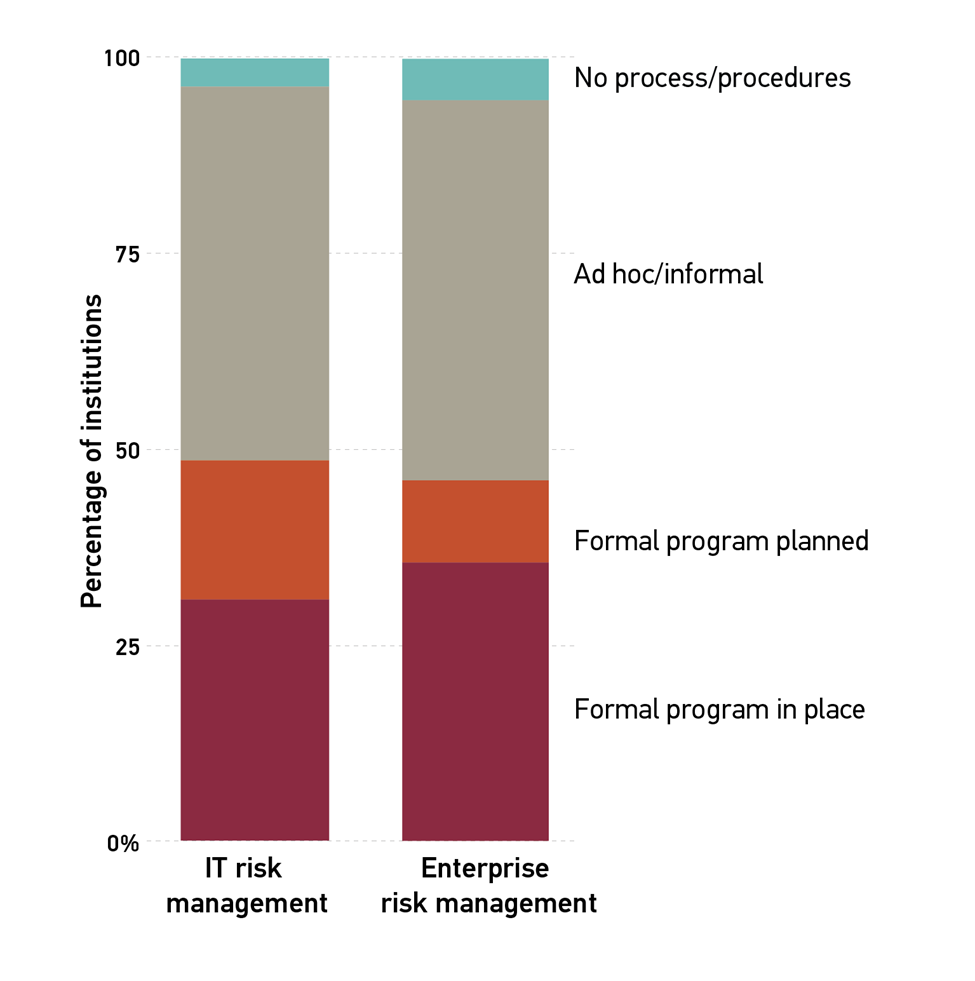 100
No process/procedures
75
Ad hoc/informal
Percentage of institutions
50
Formal program planned
25
Formal program in place
0%
IT risk
management
Enterprise
risk management